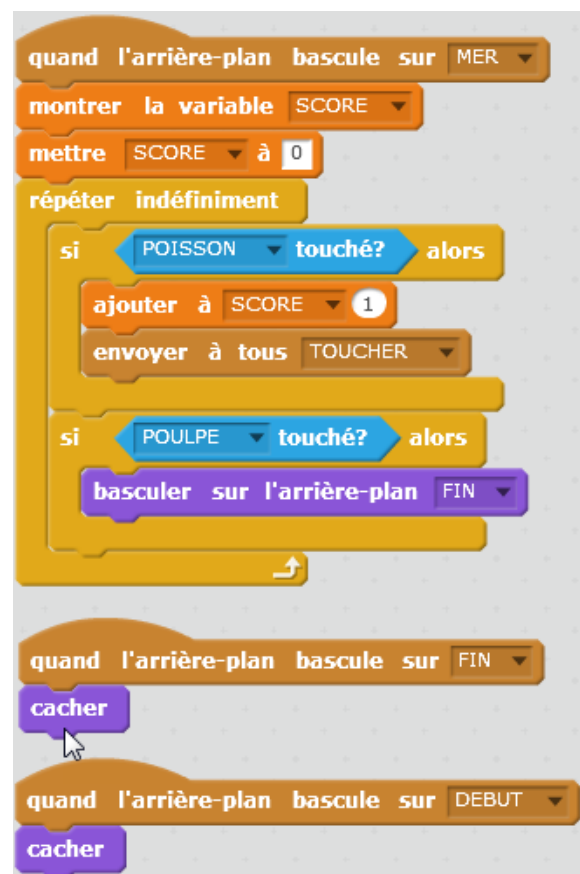 quand l'arrière-plan bascule sur MER
montrer la variable SCORE
mettre SCORE à 0
répéter indéfiniment
si POISSON touché? alors
ajouter à SCORE 1
envoyer à tous TOUCHER
si POULPE touché? alors
basculer sur l'arrière-plan FIN
quand l'arrière-plan bascule sur FIN
cacher
quand l'arrière-plan bascule sur DEBUT
cacher